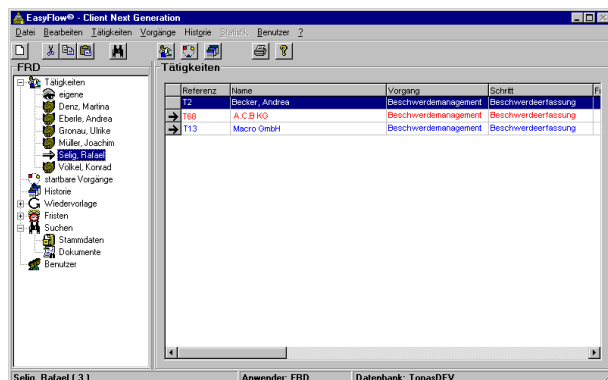 EasyFlow© - Client Next Generation
Datei Bearbeiten Tätigkeiten Vorgänge Historie Statistik Benutzer ?
FRD
Tätigkeiten
eigene
Denz, Martina
Eberle, Andrea
Gronau, Ulrike
Müller, Joachim
Selig, Rafael
Völkel, Konrad
startbare Vorgänge
Historie
Wiedervorlage
Fristen
Suchen
Stammdaten
Dokumente
Benutzer
Tätigkeiten
Referenz Name Vorgang Schritt Fr
T2 Becker, Andrea Beschwerdemanagement Beschwerdeerfassung
T68 A.C.B KG Beschwerdemanagement Beschwerdeerfassung
T13 Macro GmbH Beschwerdemanagement Beschwerdeerfassung
Selig, Rafael ( 3 ) Anwender: FRD Datenbank: TopasDEV